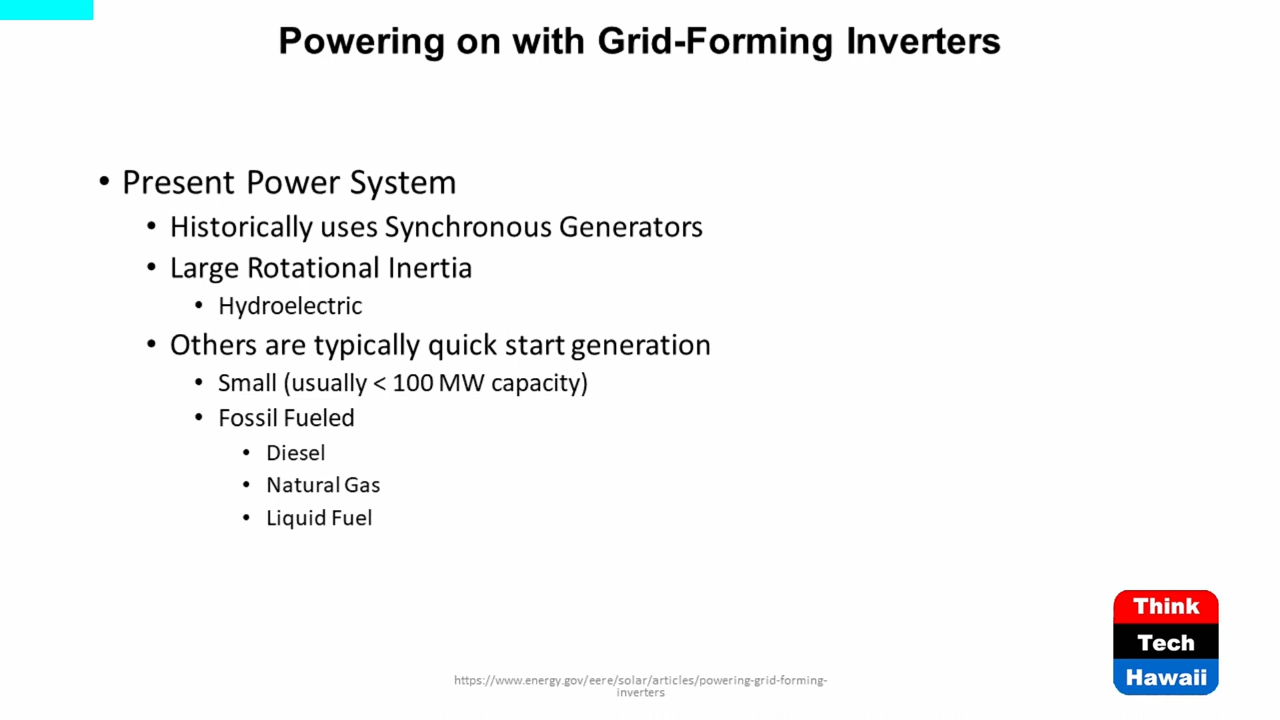 Powering on with Grid-Forming Inverters
• Present Power System
• Historically uses Synchronous Generators
• Large Rotational Inertia
• Hydroelectric
• Others are typically quick start generation
• Small (usually < 100 MW capacity)
• Fossil Fueled
• Diesel
• Natural Gas
• Liquid Fuel
Think
Tech
Hawaii
https://www.energy.gov/eere/solar/articles/powering-grid-forming-
inverters